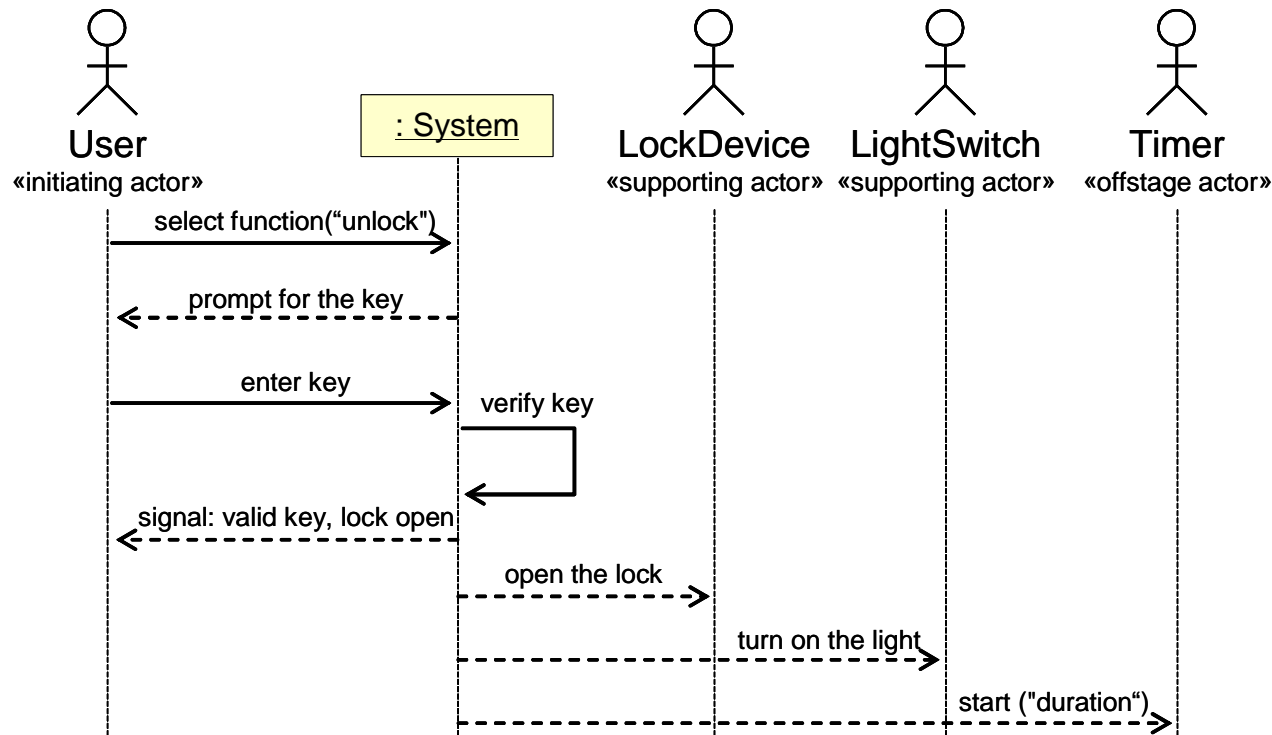 User
«initiating actor»
: System
LockDevice
«supporting actor»
LightSwitch
«supporting actor»
Timer
«offstage actor»
select function(“unlock")
prompt for the key
enter key
verify key
signal: valid key, lock open
open the lock
turn on the light
start ("duration“)